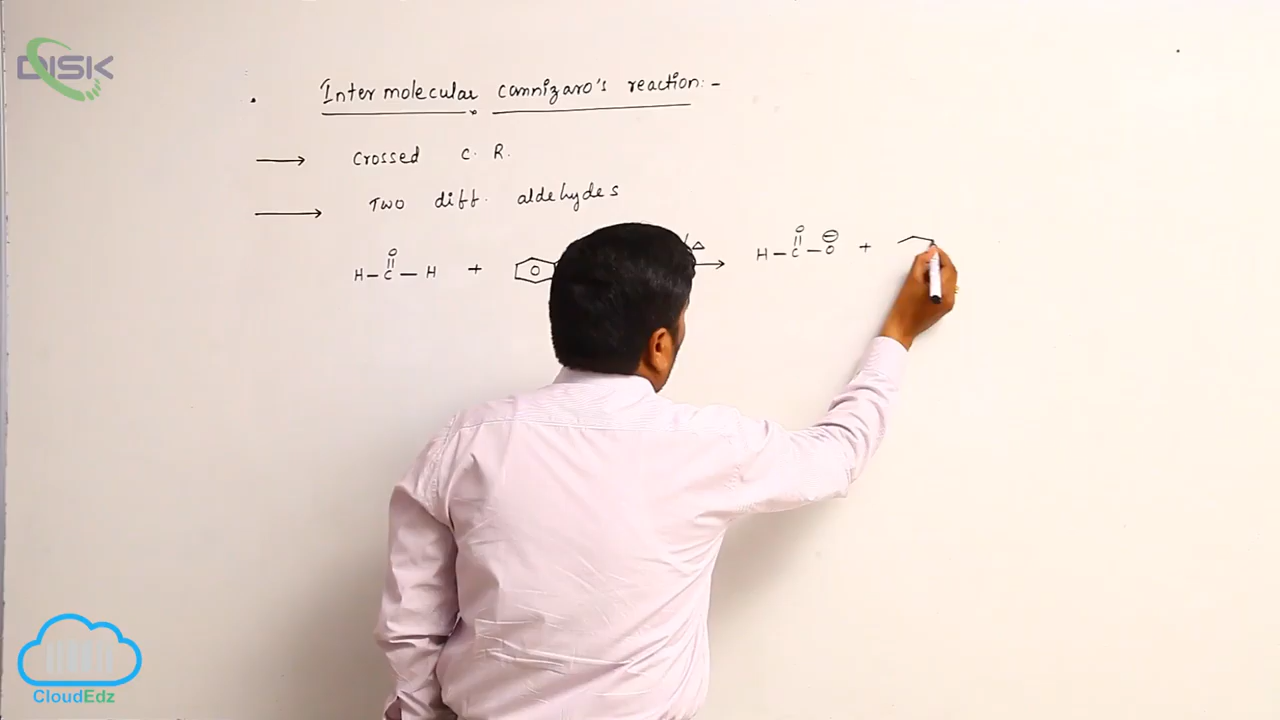 DISK
Inter molecular cannizaro's reaction:-
→ crossed C. R.
→ Two diff. aldehydes
H–C–H + → H–C–O⊖ +
O O
O
△
CloudEdz